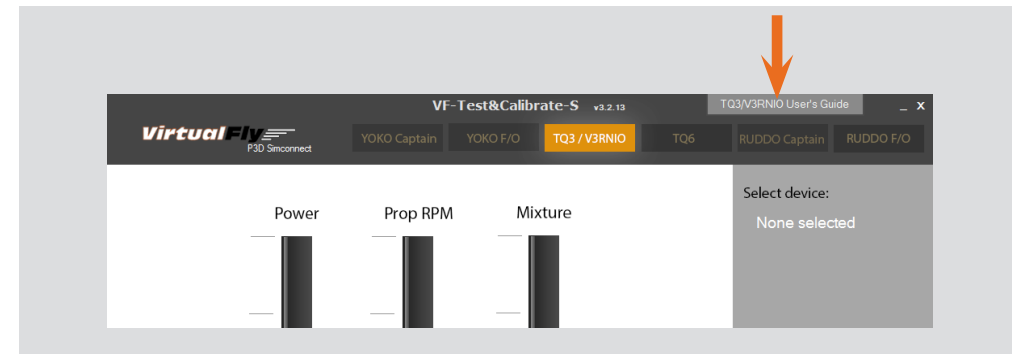 VF-Test&Calibrate-S v3.2.13 TQ3/V3RNIO User's Guide _ x
VirtualFly
P3D Simconnect
YOKO Captain YOKO F/O TQ3 / V3RNIO TQ6 RUDDO Captain RUDDO F/O
Power Prop RPM Mixture
Select device:
None selected